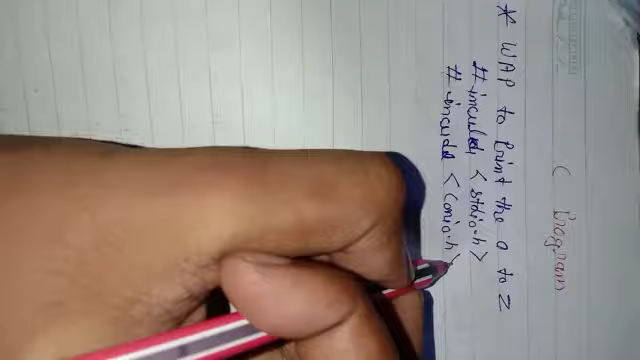 ( Program
* WAP to Print the a to z
#include < stdio.h >
#include < conio.h >